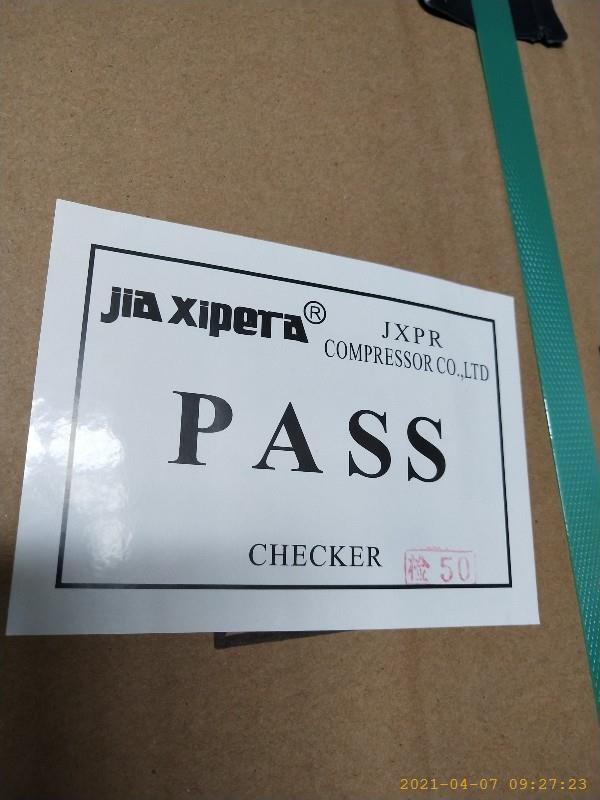 jia xipera®
JXPR
COMPRESSOR CO.,LTD
PASS
CHECKER
检 50
2021-04-07 09:27:23